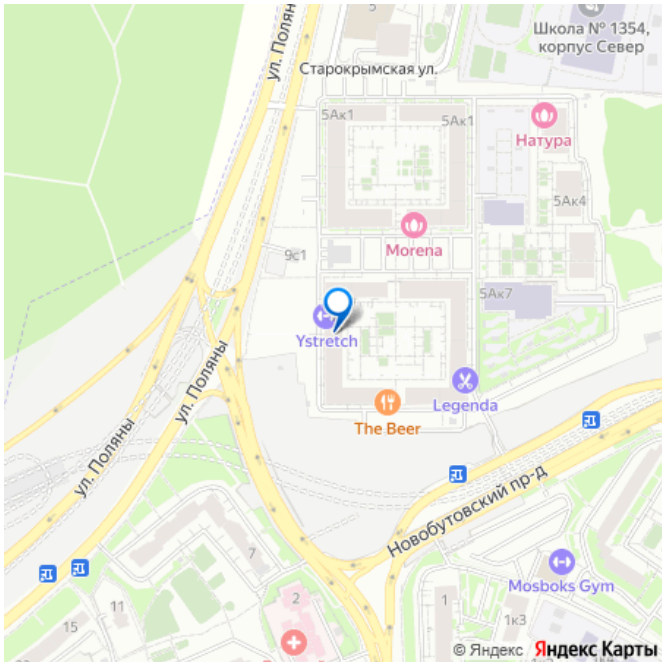 5
Школа № 1354,
корпус Север
ул. Поляны
Старокрымская ул.
5Ак1
5Ак1
Натура
5Ак4
Morena
9с1
5Ак7
Ystretch
ул. Поляны
Legenda
The Beer
ул. Поляны
Новобутовский пр-д
7
Mosboks Gym
11
2
1
1к3
15
© Яндекс Яндекс Карты